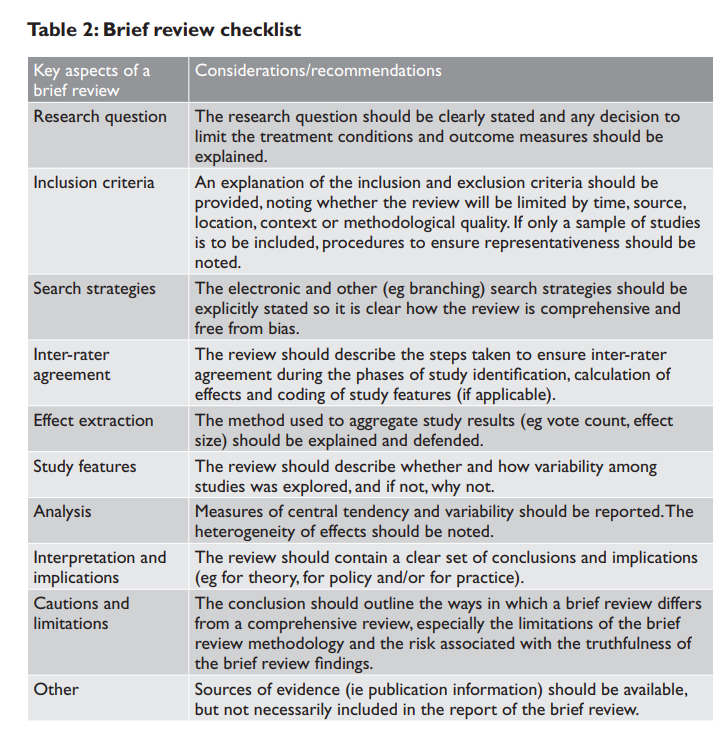 Table 2: Brief review checklist
Key aspects of a
brief review
Considerations/recommendations
Research question
The research question should be clearly stated and any decision to
limit the treatment conditions and outcome measures should be
explained.
Inclusion criteria
An explanation of the inclusion and exclusion criteria should be
provided, noting whether the review will be limited by time, source,
location, context or methodological quality. If only a sample of studies
is to be included, procedures to ensure representativeness should be
noted.
Search strategies
The electronic and other (eg branching) search strategies should be
explicitly stated so it is clear how the review is comprehensive and
free from bias.
Inter-rater
agreement
The review should describe the steps taken to ensure inter-rater
agreement during the phases of study identification, calculation of
effects and coding of study features (if applicable).
Effect extraction
The method used to aggregate study results (eg vote count, effect
size) should be explained and defended.
Study features
The review should describe whether and how variability among
studies was explored, and if not, why not.
Analysis
Measures of central tendency and variability should be reported. The
heterogeneity of effects should be noted.
Interpretation and
implications
The review should contain a clear set of conclusions and implications
(eg for theory, for policy and/or for practice).
Cautions and
limitations
The conclusion should outline the ways in which a brief review differs
from a comprehensive review, especially the limitations of the brief
review methodology and the risk associated with the truthfulness of
the brief review findings.
Other
Sources of evidence (ie publication information) should be available,
but not necessarily included in the report of the brief review.